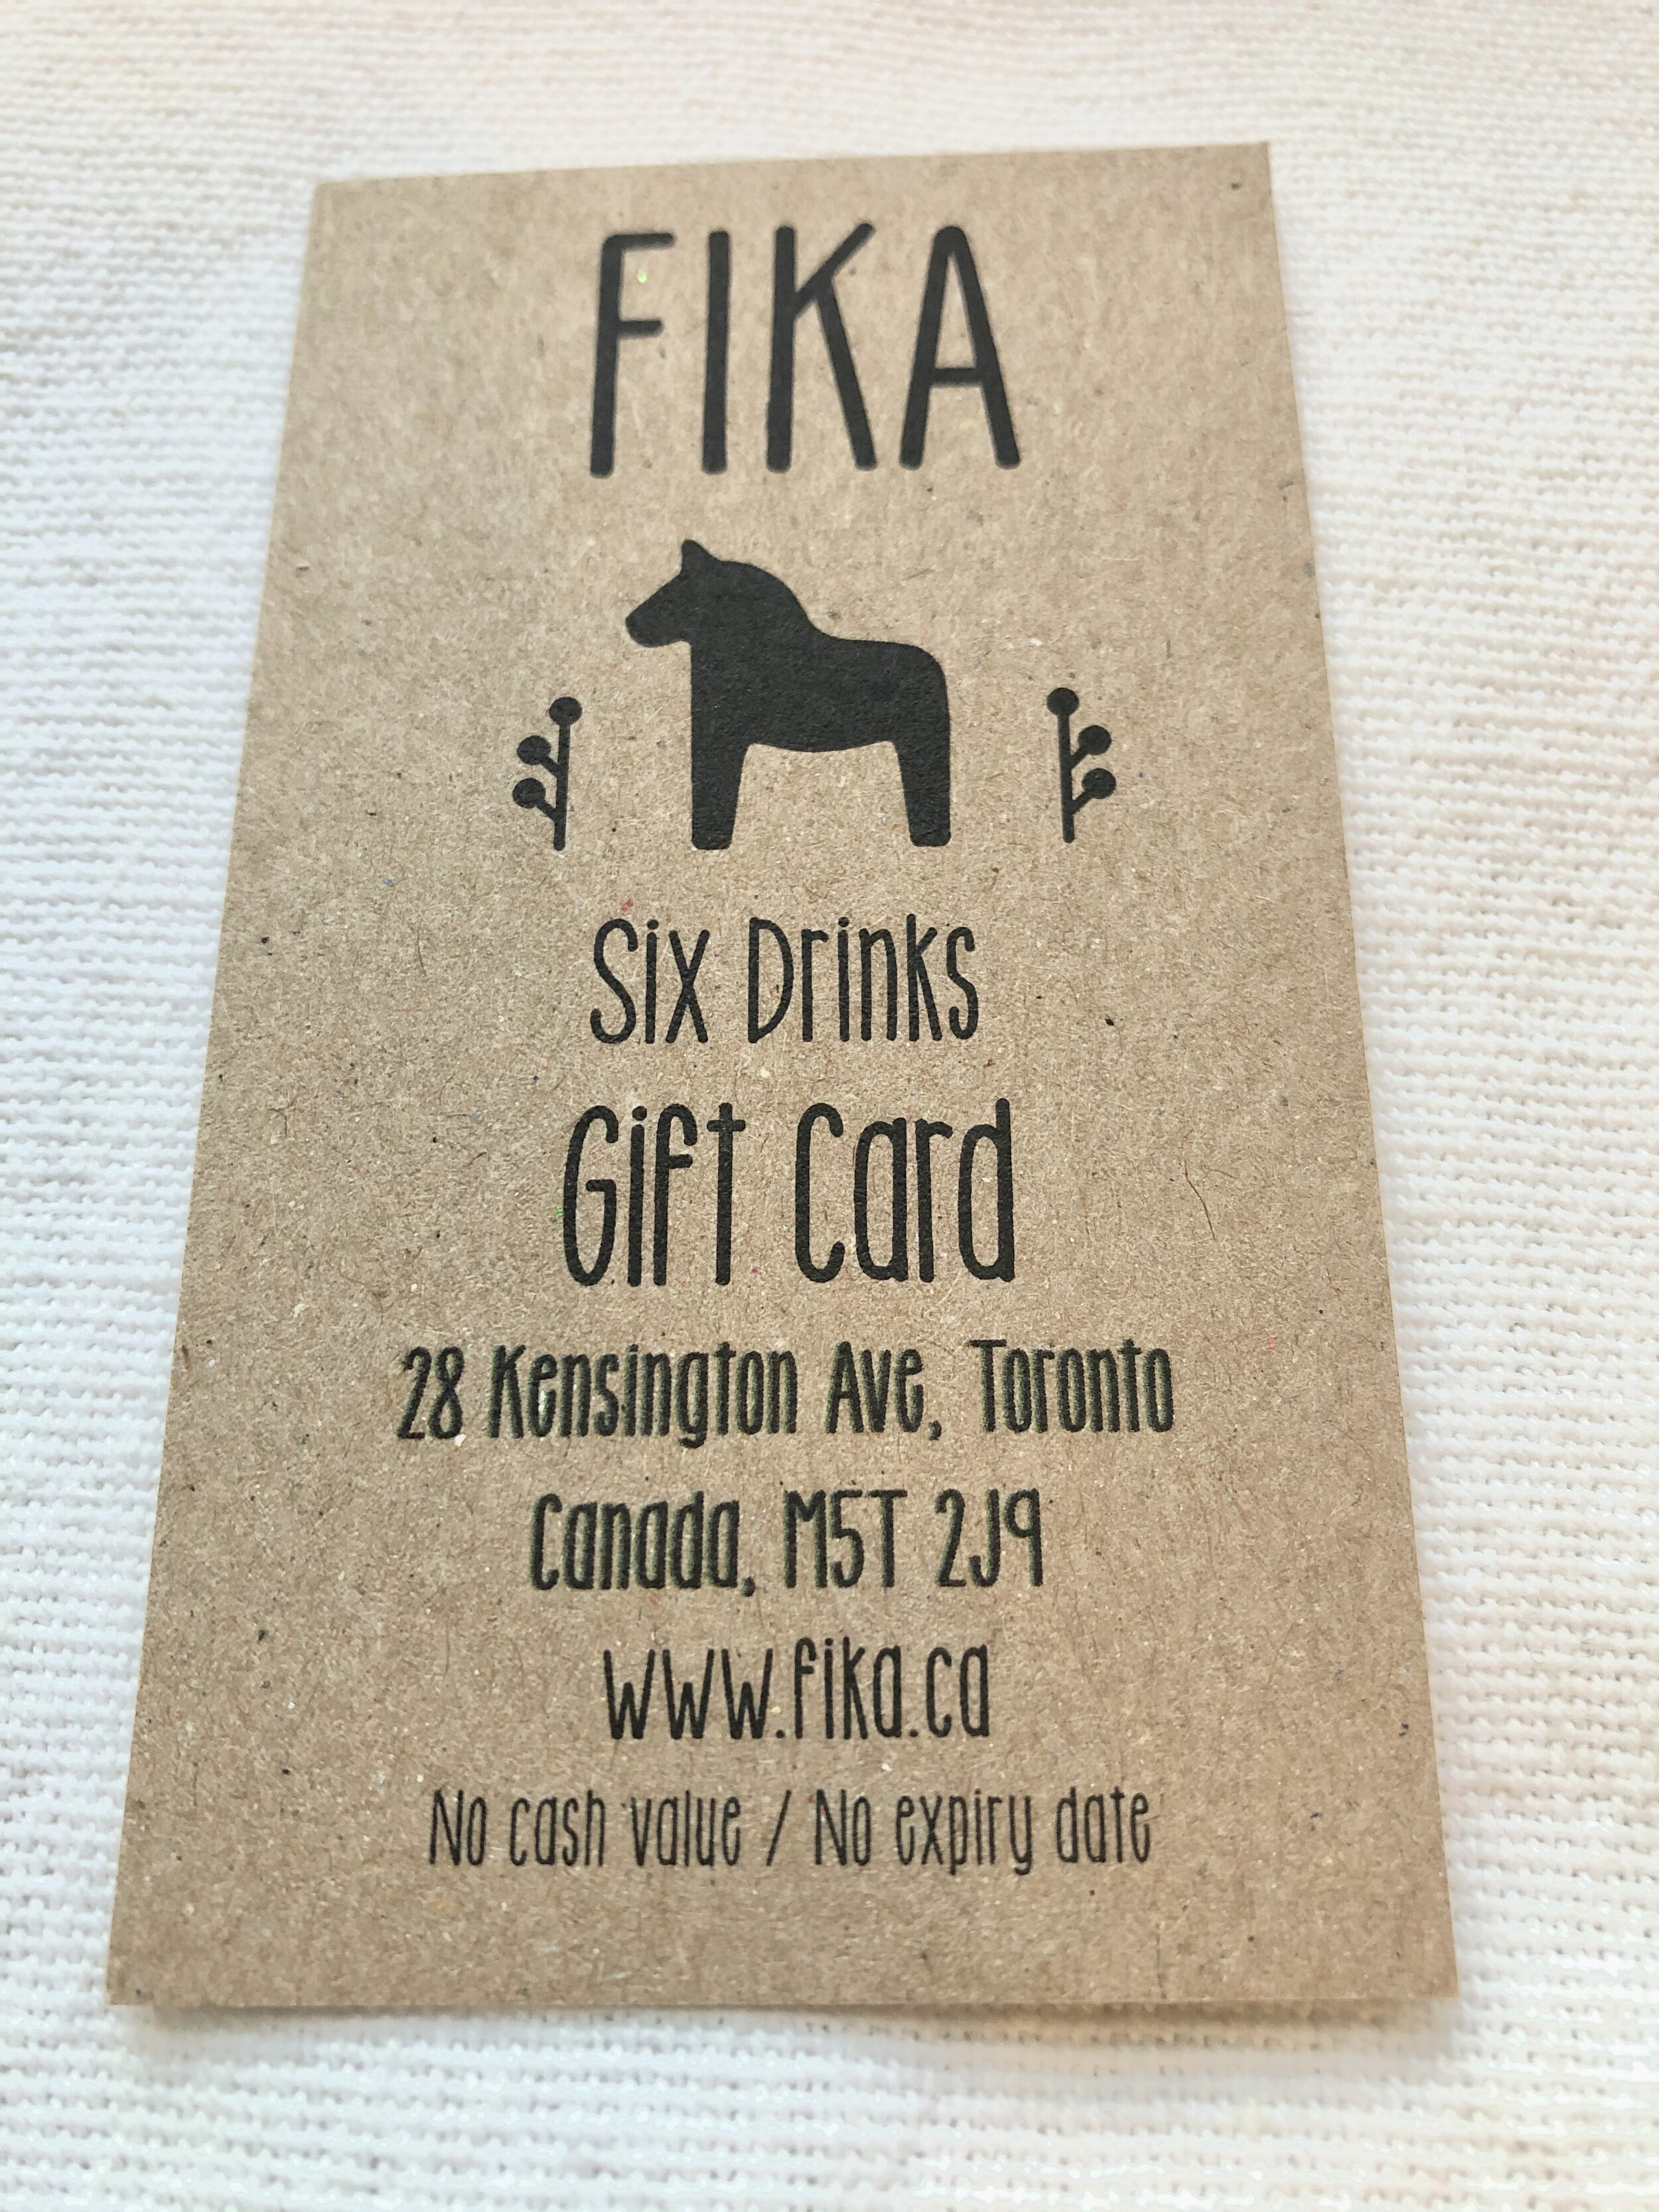 FIKA
Six Drinks
Gift Card
28 Kensington Ave, Toronto
Canada, M5T 2J9
www.fika.ca
No cash value / No expiry date